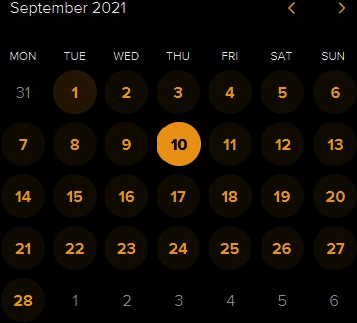 September 2021
MON TUE WED THU FRI SAT SUN
31 1 2 3 4 5 6
7 8 9 10 11 12 13
14 15 16 17 18 19 20
21 22 23 24 25 26 27
28 1 2 3 4 5 6